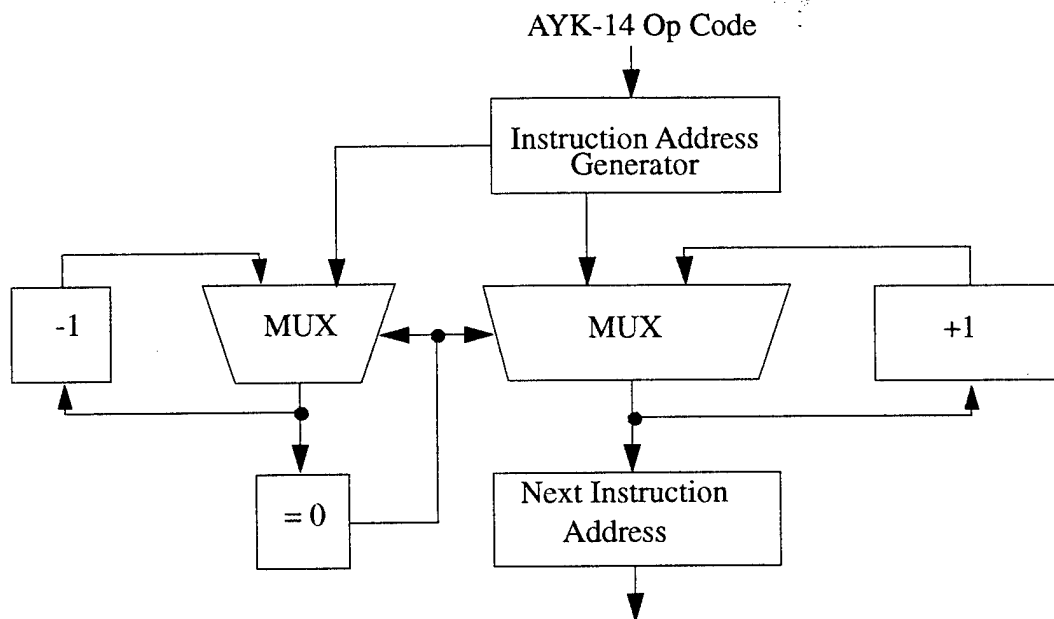 AYK-14 Op Code
Instruction Address
Generator
-1
MUX
MUX
+1
= 0
Next Instruction
Address